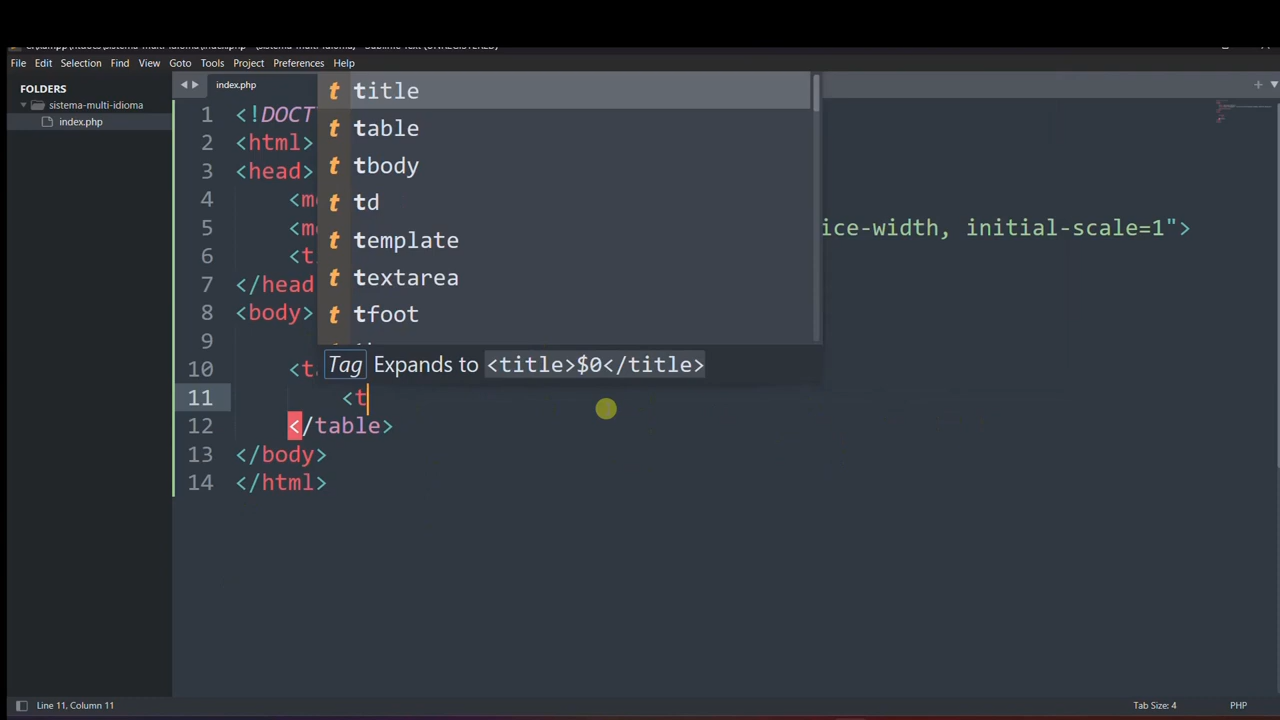 File Edit Selection Find View Goto Tools Project Preferences Help
FOLDERS
sistema-multi-idioma
index.php
index.php
1 <!DOCT
2 <html>
3 <head>
4 <m
5 <m ice-width, initial-scale=1">
6 <t
7 </head
8 <body>
9
10 <t
11 <t
12 </table>
13 </body>
14 </html>
t title
t table
t tbody
t td
t template
t textarea
t tfoot
Tag Expands to <title>$0</title>
Line 11, Column 11
Tab Size: 4
PHP